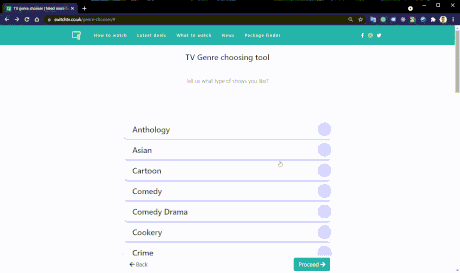 TV genre chooser | Need more
switchtv.co.uk/genre-chooser/#
How to watch Latest deals What to watch News Package finder
TV Genre choosing tool
Tell us what type of shows you like?
Anthology
Asian
Cartoon
Comedy
Comedy Drama
Cookery
Crime
← Back Proceed →